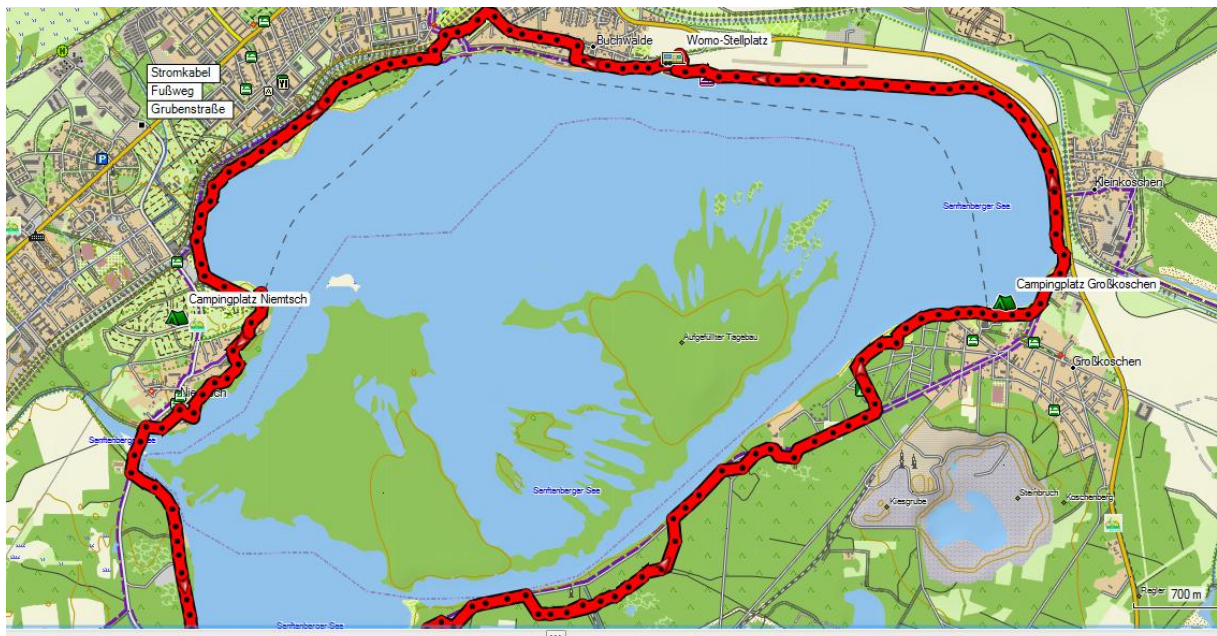 Buchwalde
Womo-Stellplatz
Stromkabel
Fußweg
Grubenstraße
Kleinkoschen
Senftenberger See
Campingplatz Niemtsch
Campingplatz Großkoschen
Aufgefüllter Tagebau
Großkoschen
Senftenberger See
Senftenberger See
Kiesgrube
Steinbruch
Koschenberg
700 m
Senftenberger See